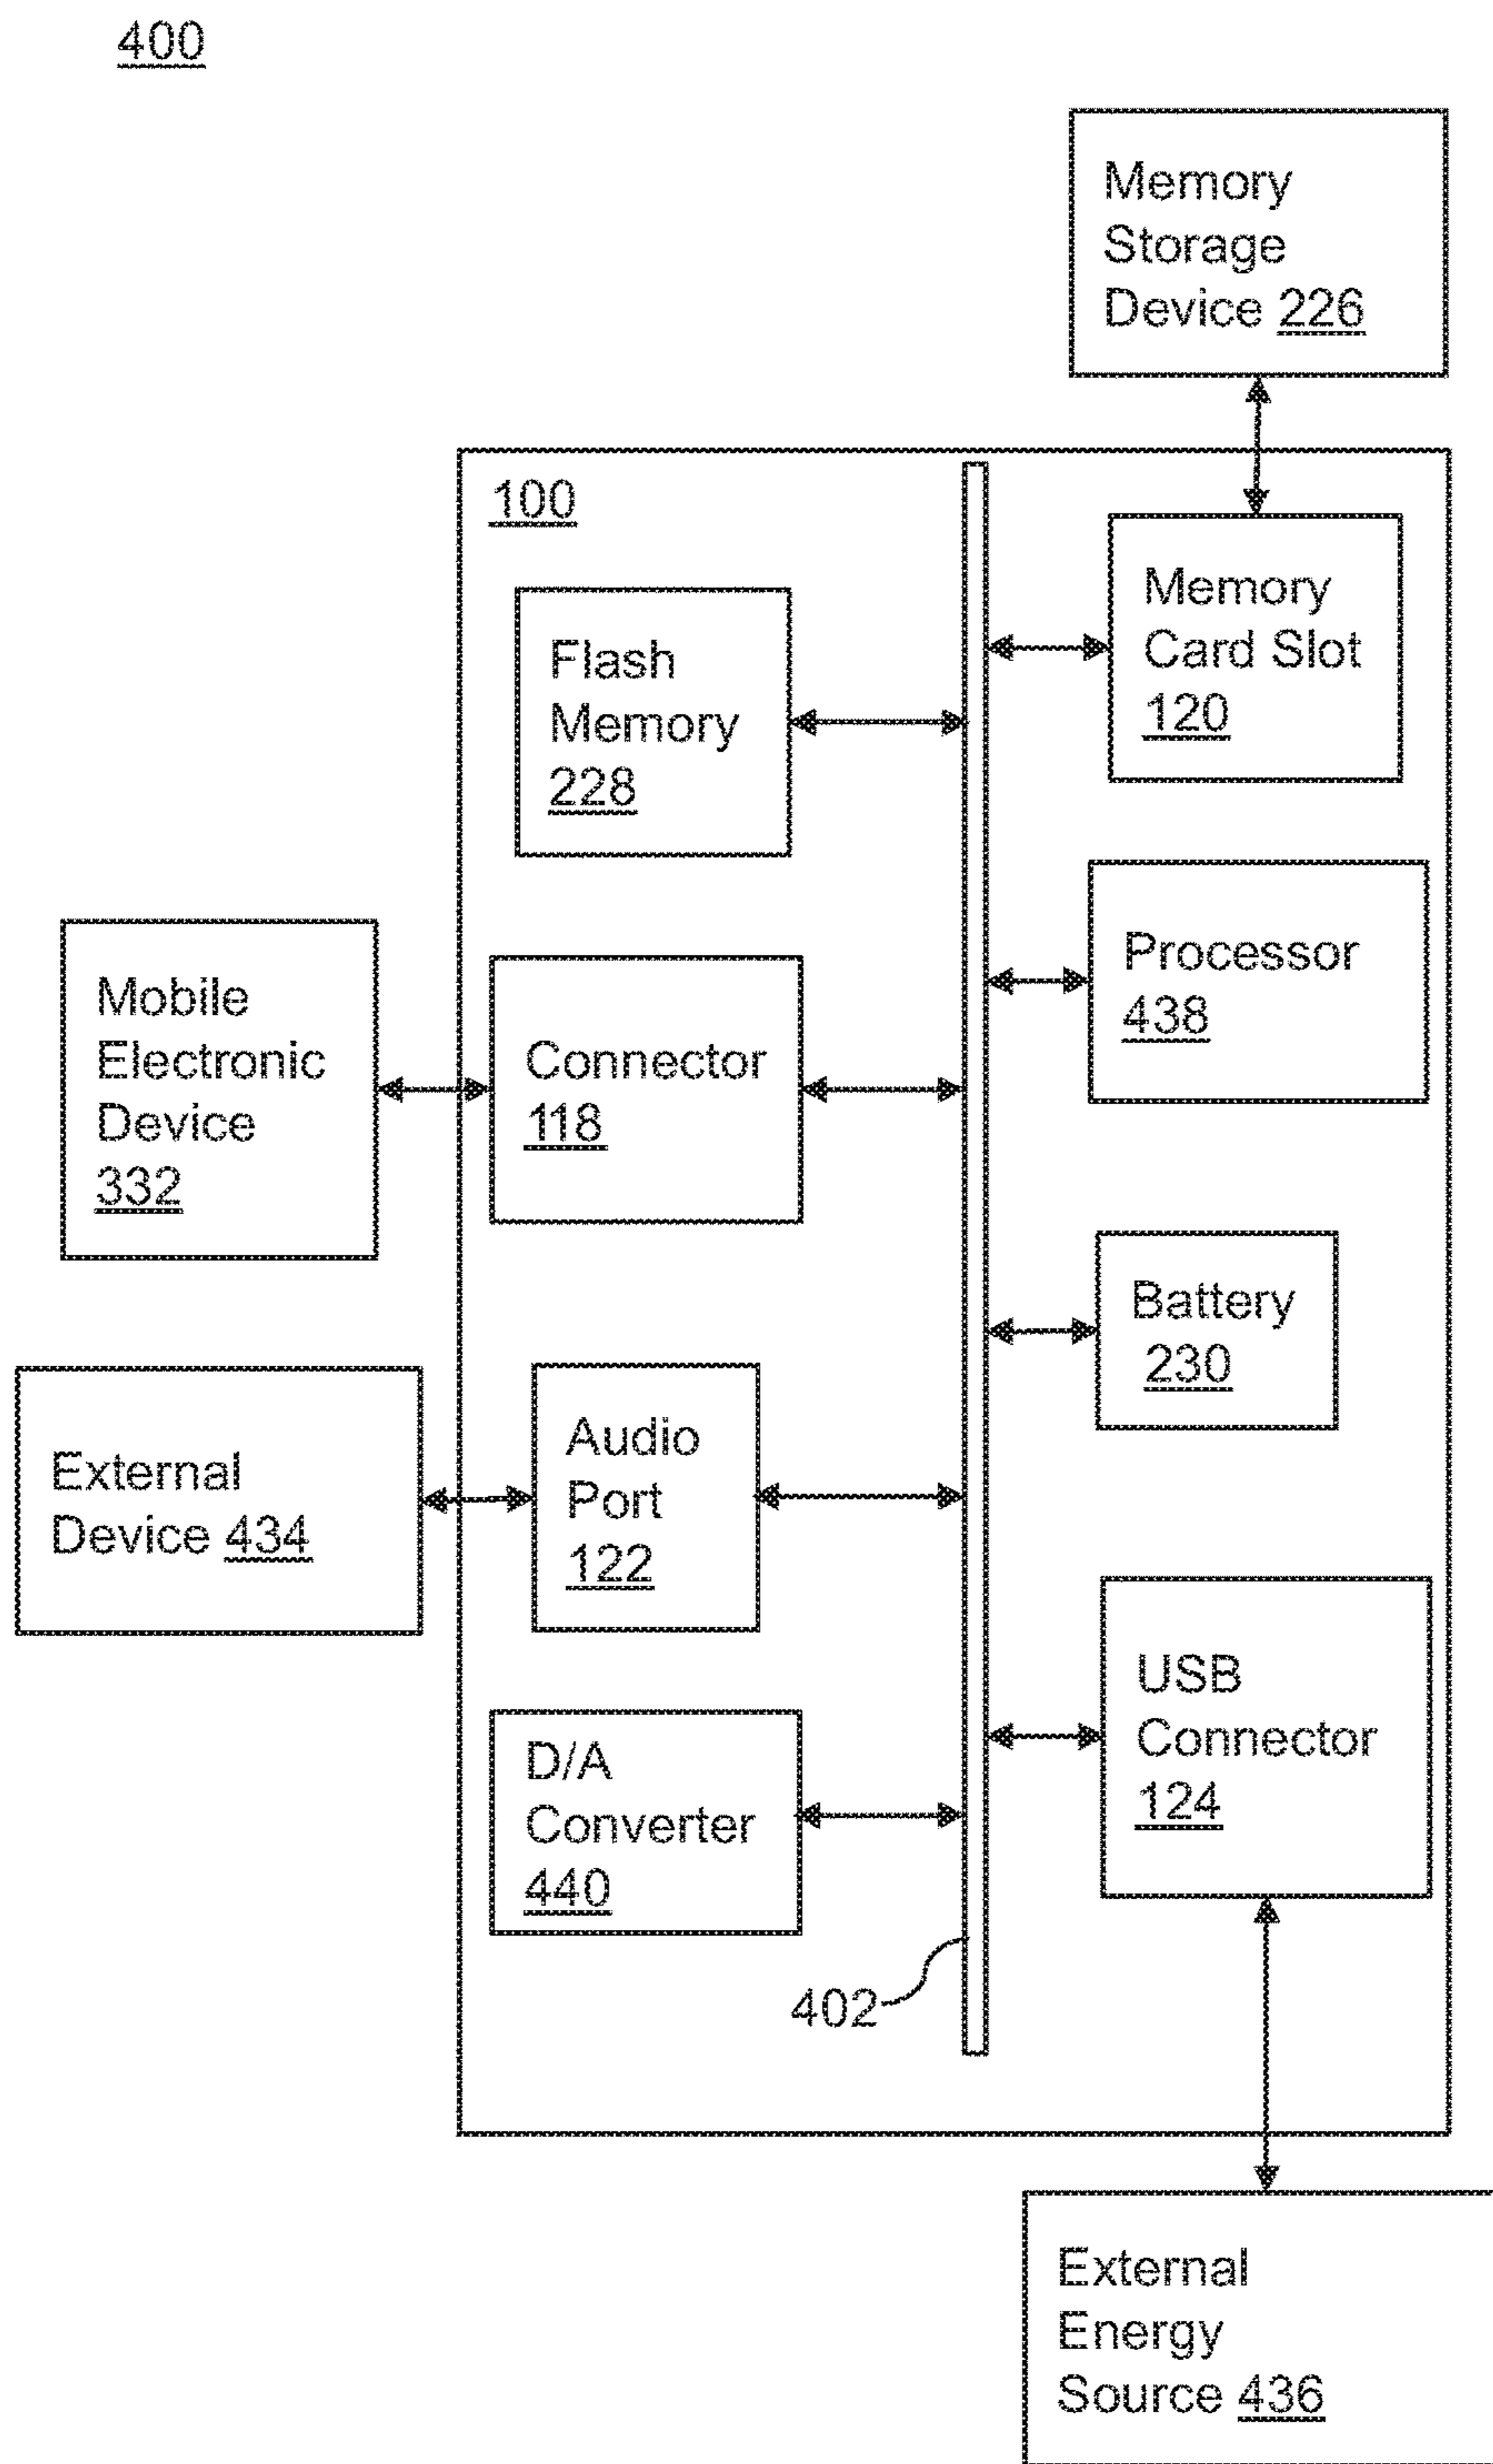 400
Memory
Storage
Device 226
100
Flash
Memory
228
Memory
Card Slot
120
Mobile
Electronic
Device
332
Connector
118
Processor
438
Battery
230
External
Device 434
Audio
Port
122
D/A
Converter
440
USB
Connector
124
402
External
Energy
Source 436